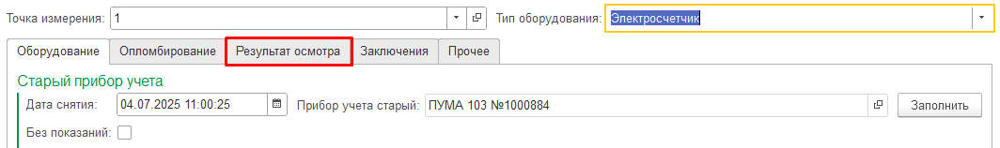 Точка измерения: 1 Тип оборудования: Электросчетчик
Оборудование Опломбирование Результат осмотра Заключения Прочее
Старый прибор учета
Дата снятия: 04.07.2025 11:00:25 Прибор учета старый: ПУМА 103 №1000884 Заполнить
Без показаний: